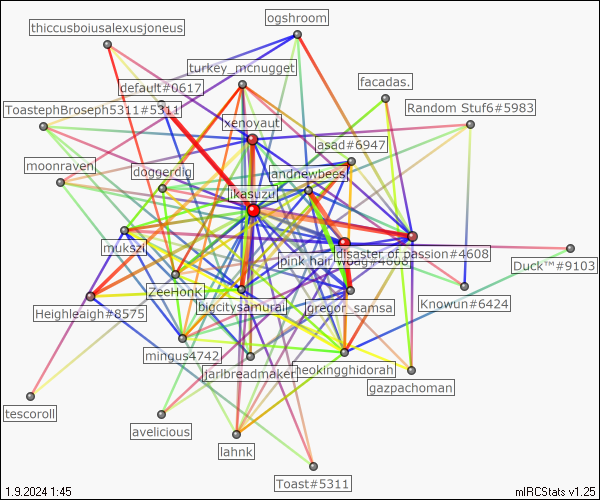 ogshroom
thiccusboiusalexusjoneus
turkey_mcnugget
facadas.
default#0617
ToastephBroseph5311#5311
Random Stuf6#5983
xenoyaut
asad#6947
moonraven
doggerdig
andnewbees
ikasuzu
mukszi
disaster of passion#4608
pink hair
Duck™#9103
ZeeHonK
bigcitysamurai
gregor_samsa
Knowun#6424
Heighleaigh#8575
mingus4742
jarlbreadmaker
neokingghidorah
gazpachoman
tescoroll
avelicious
lahnk
Toast#5311
1.9.2024 1:45
mIRCStats v1.25